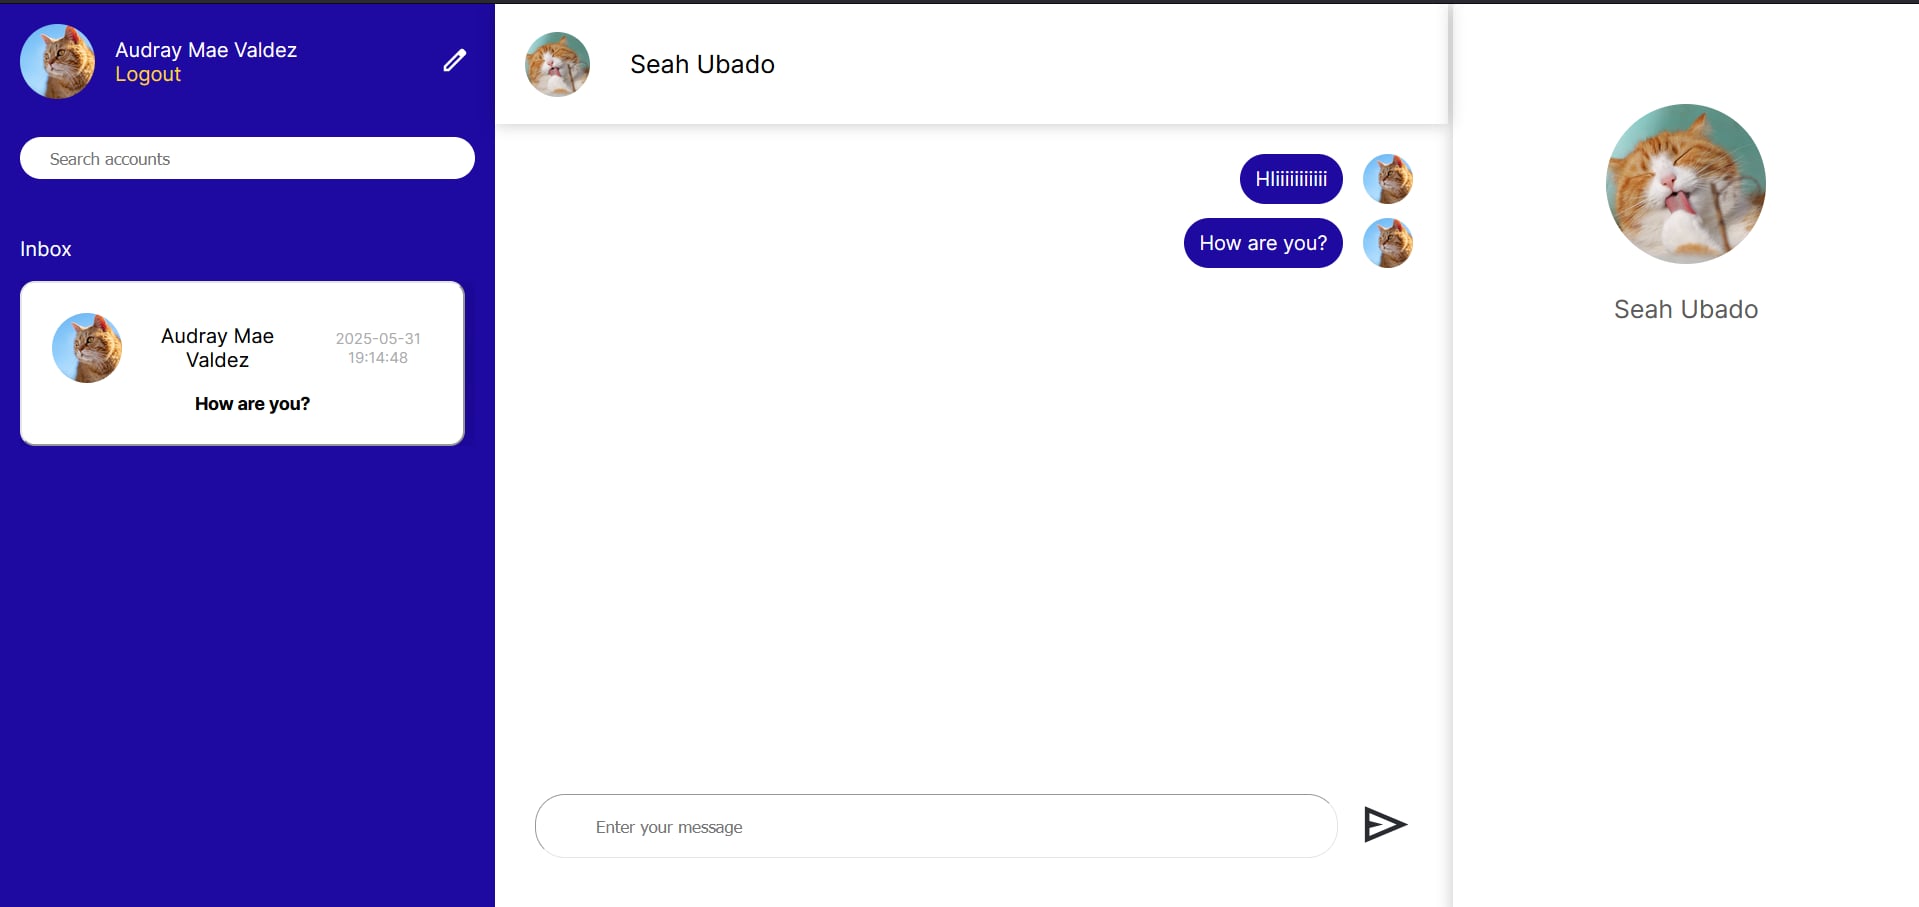 Audray Mae Valdez
Logout
Search accounts
Inbox
Audray Mae
Valdez
2025-05-31
19:14:48
How are you?
Seah Ubado
HIiiiiiiiiiii
How are you?
Enter your message
Seah Ubado